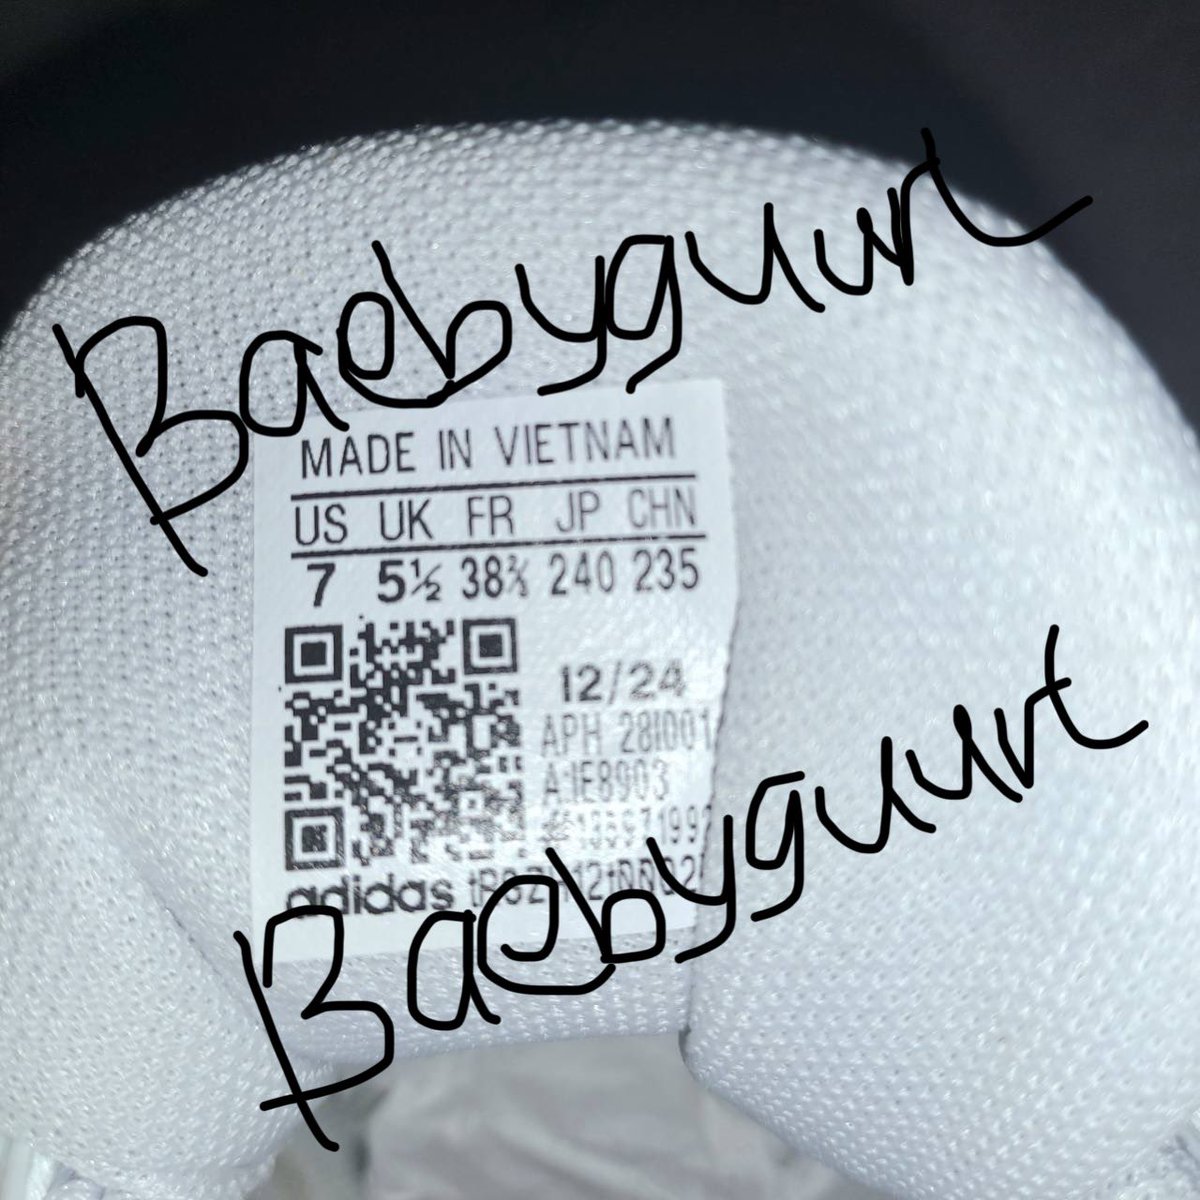 Baebyguurt
MADE IN VIETNAM
US UK FR JP CHN
7 5½ 38⅔ 240 235
12/24
APH 28I001
A1E8903
adidas
Baebyguurt